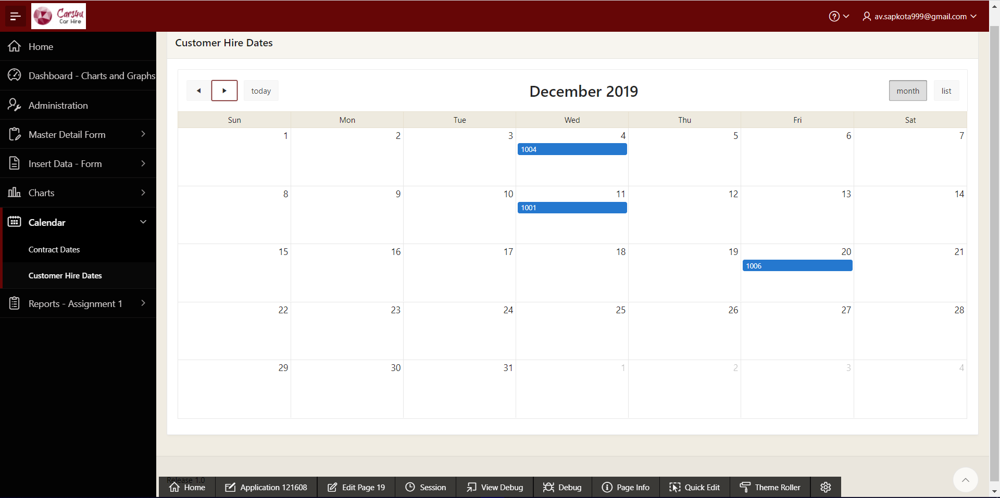 Cars4u
Car Hire
av.sapkota999@gmail.com
Home
Dashboard - Charts and Graphs
Administration
Master Detail Form
Insert Data - Form
Charts
Calendar
Contract Dates
Customer Hire Dates
Reports - Assignment 1
Customer Hire Dates
today
December 2019
month list
Sun Mon Tue Wed Thu Fri Sat
1 2 3 4 5 6 7
1004
8 9 10 11 12 13 14
1001
15 16 17 18 19 20 21
1006
22 23 24 25 26 27 28
29 30 31 1 2 3 4
Release 1.0
Home Application 121608 Edit Page 19 Session View Debug Debug Page Info Quick Edit Theme Roller